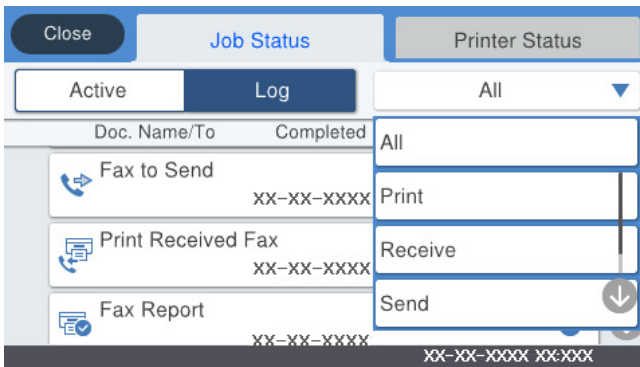 Close
Job Status
Printer Status
Active
Log
All
Doc. Name/To
Completed
All
Fax to Send
XX-XX-XXXX
Print
Print Received Fax
XX-XX-XXXX
Receive
Fax Report
XX-XX-XXXX
Send
XX-XX-XXXX XX:XXX